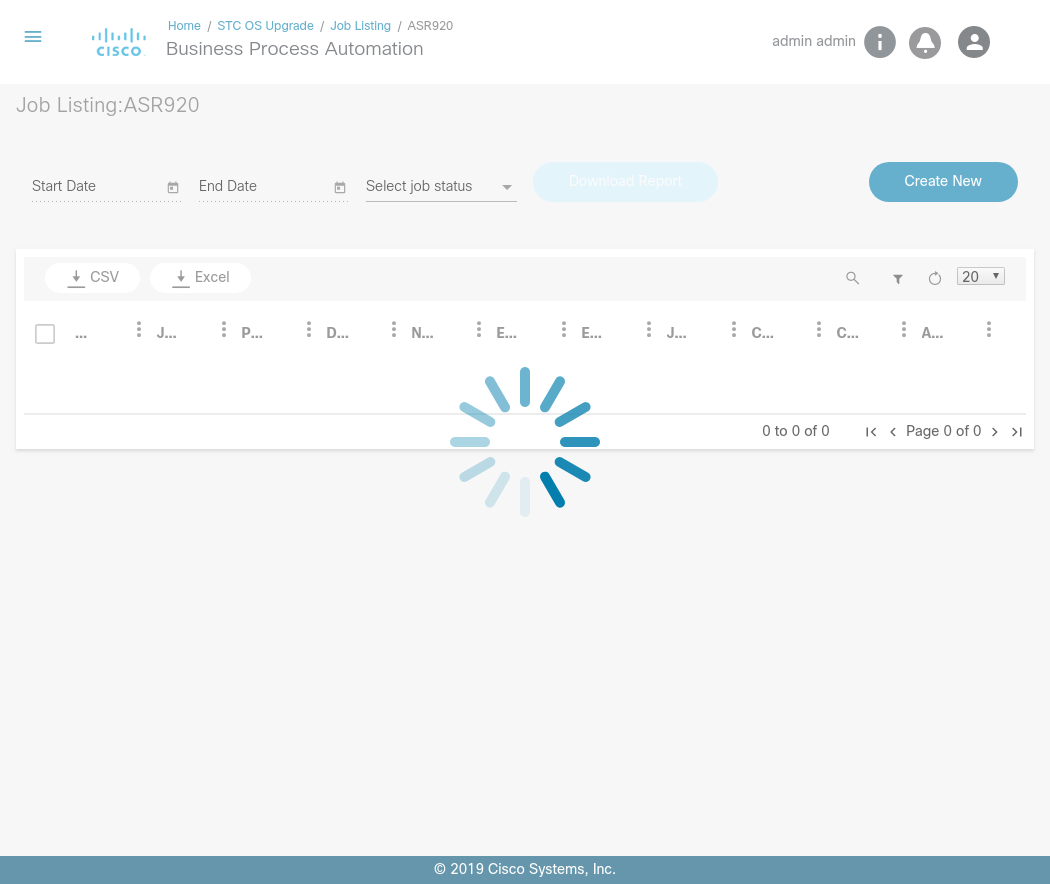 Home / STC OS Upgrade / Job Listing / ASR920
CISCO
Business Process Automation
admin admin
Job Listing:ASR920
Start Date
End Date
Select job status
Download Report
Create New
CSV
Excel
20
... J... P... D... N... E... E... J... C... C... A...
0 to 0 of 0
Page 0 of 0
© 2019 Cisco Systems, Inc.